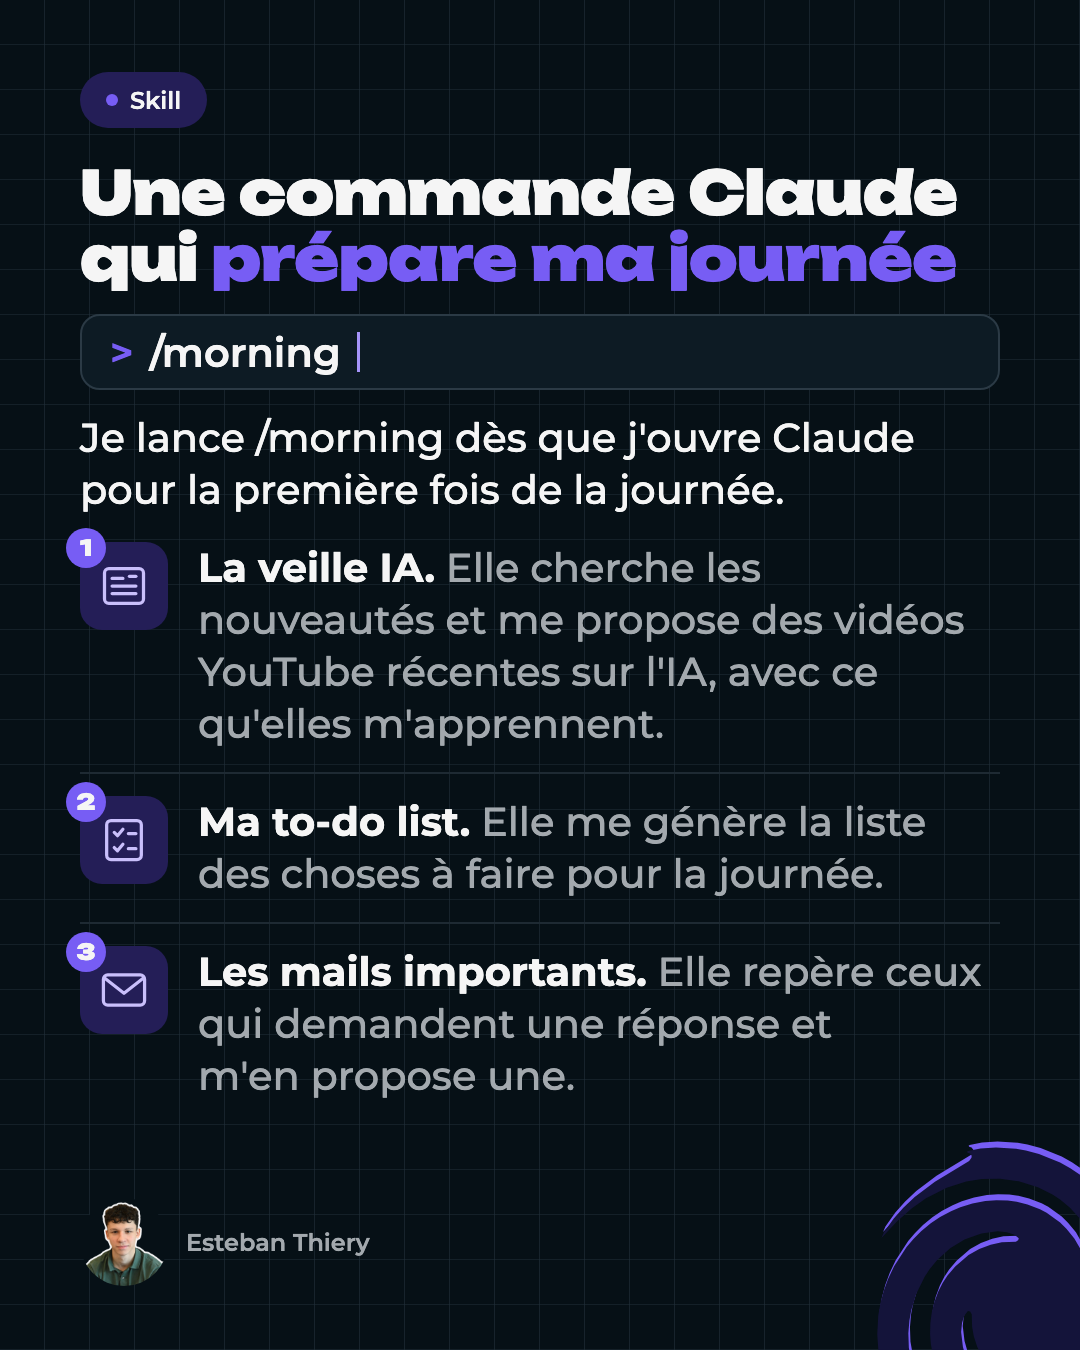 Skill
Une commande Claude
qui prépare ma journée
> /morning
Je lance /morning dès que j'ouvre Claude
pour la première fois de la journée.
1
La veille IA. Elle cherche les
nouveautés et me propose des vidéos
YouTube récentes sur l'IA, avec ce
qu'elles m'apprennent.
2
Ma to-do list. Elle me génère la liste
des choses à faire pour la journée.
3
Les mails importants. Elle repère ceux
qui demandent une réponse et
m'en propose une.
Esteban Thiery